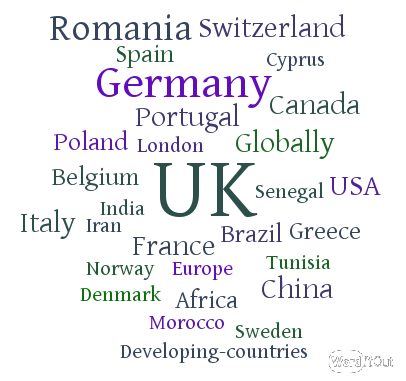 Romania Switzerland
Spain Cyprus
Germany
Portugal Canada
Poland London Globally
Belgium UK Senegal USA
India
Italy Iran
France Brazil Greece
Norway Europe Tunisia
Denmark Africa China
Morocco Sweden
Developing-countries WordItOut